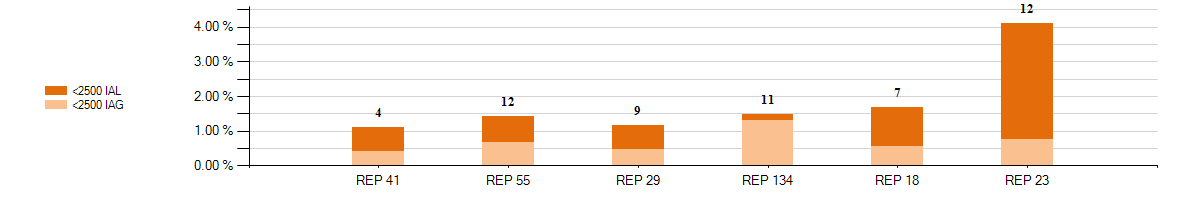 12
4.00 %
3.00 %
<2500 IAL
<2500 IAG
2.00 %
4
12
9
11
7
1.00 %
0.00 %
REP 41
REP 55
REP 29
REP 134
REP 18
REP 23